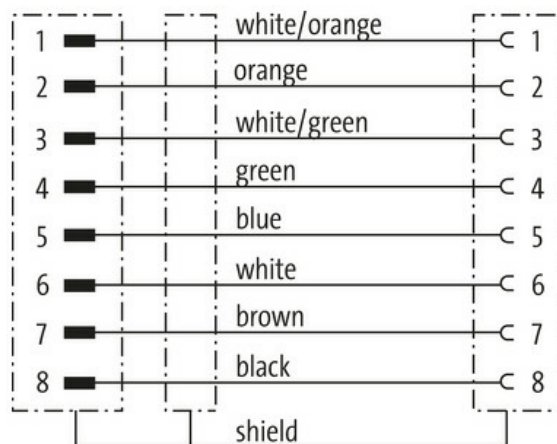 1 white/orange 1
2 orange 2
3 white/green 3
4 green 4
5 blue 5
6 white 6
7 brown 7
8 black 8
shield